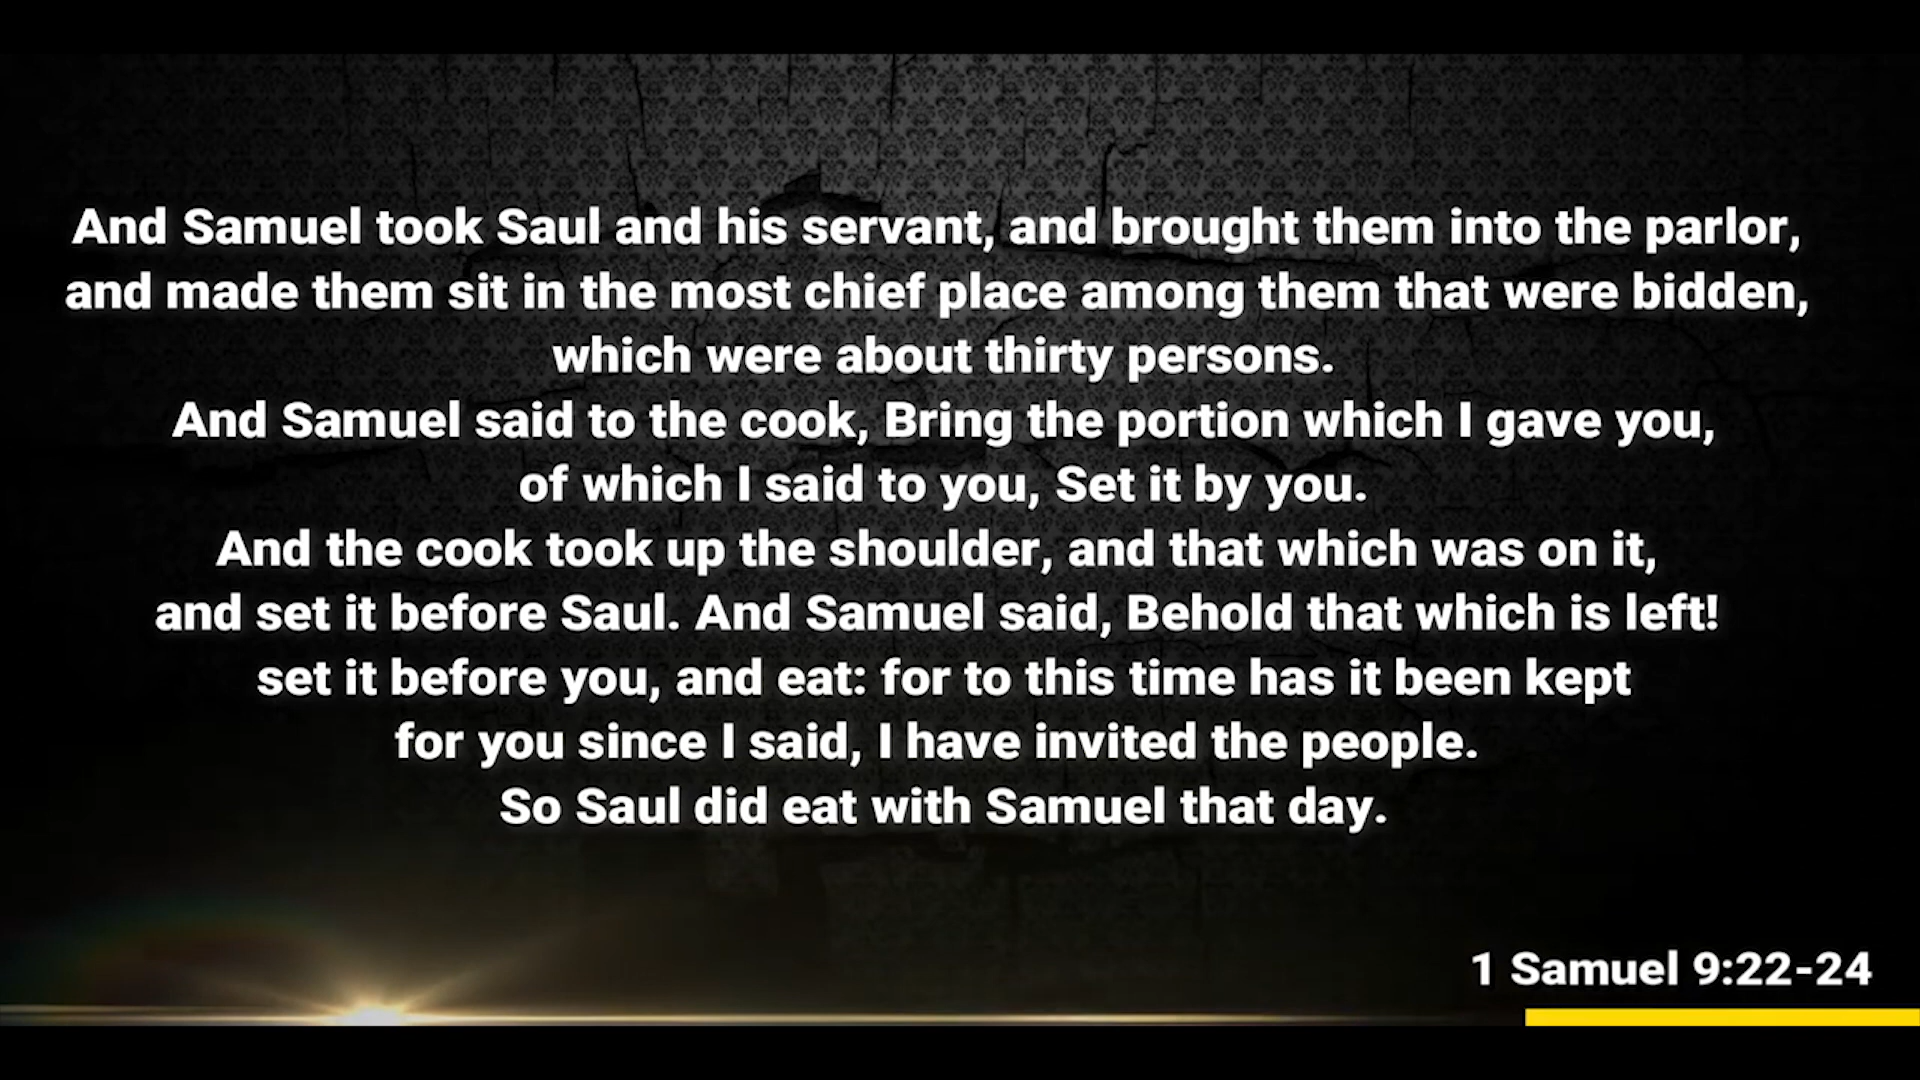 And Samuel took Saul and his servant, and brought them into the parlor,
and made them sit in the most chief place among them that were bidden,
which were about thirty persons.
And Samuel said to the cook, Bring the portion which I gave you,
of which I said to you, Set it by you.
And the cook took up the shoulder, and that which was on it,
and set it before Saul. And Samuel said, Behold that which is left!
set it before you, and eat: for to this time has it been kept
for you since I said, I have invited the people.
So Saul did eat with Samuel that day.
1 Samuel 9:22-24